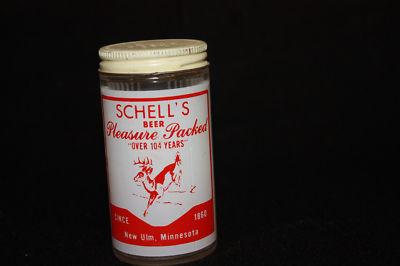 SCHELL'S
BEER
Pleasure Packed
"OVER 104 YEARS"
SINCE 1860
New Ulm, Minnesota